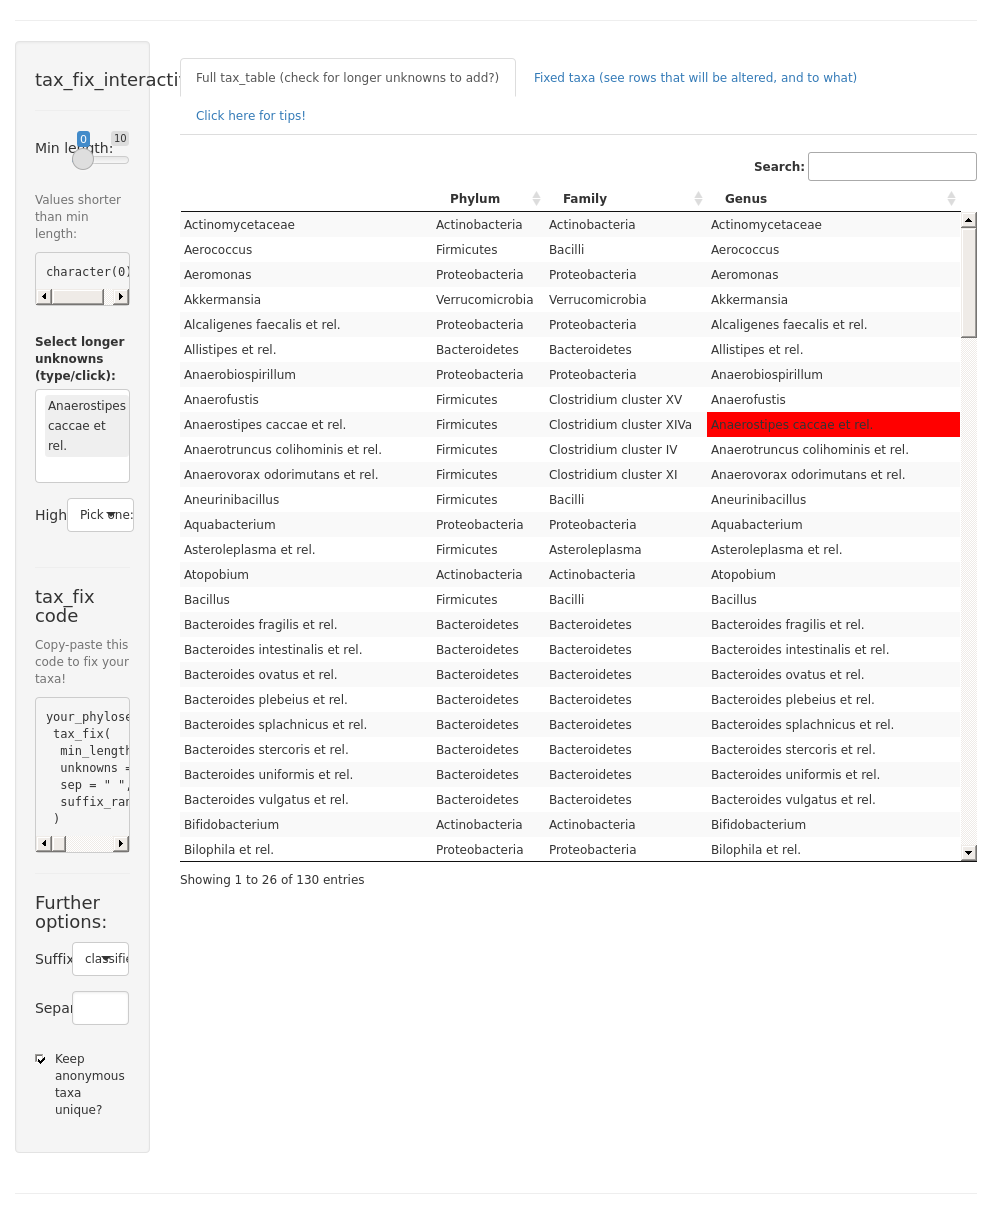 tax_fix_interacti
0
10
Min length:
Values shorter
than min
length:
character(0)
Select longer
unknowns
(type/click):
Anaerostipes
caccae et
rel.
High
Pick one:
tax_fix
code
Copy-paste this
code to fix your
taxa!
your_phylose
tax_fix(
min_length
unknowns =
sep = " ",
suffix_ran
)
Further
options:
Suffix
classifie
Separ
Keep
anonymous
taxa
unique?
Full tax_table (check for longer unknowns to add?)
Fixed taxa (see rows that will be altered, and to what)
Click here for tips!
Search:
Phylum Family Genus
Actinomycetaceae Actinobacteria Actinobacteria Actinomycetaceae
Aerococcus Firmicutes Bacilli Aerococcus
Aeromonas Proteobacteria Proteobacteria Aeromonas
Akkermansia Verrucomicrobia Verrucomicrobia Akkermansia
Alcaligenes faecalis et rel. Proteobacteria Proteobacteria Alcaligenes faecalis et rel.
Allistipes et rel. Bacteroidetes Bacteroidetes Allistipes et rel.
Anaerobiospirillum Proteobacteria Proteobacteria Anaerobiospirillum
Anaerofustis Firmicutes Clostridium cluster XV Anaerofustis
Anaerostipes caccae et rel. Firmicutes Clostridium cluster XIVa Anaerostipes caccae et rel.
Anaerotruncus colihominis et rel. Firmicutes Clostridium cluster IV Anaerotruncus colihominis et rel.
Anaerovorax odorimutans et rel. Firmicutes Clostridium cluster XI Anaerovorax odorimutans et rel.
Aneurinibacillus Firmicutes Bacilli Aneurinibacillus
Aquabacterium Proteobacteria Proteobacteria Aquabacterium
Asteroleplasma et rel. Firmicutes Asteroleplasma Asteroleplasma et rel.
Atopobium Actinobacteria Actinobacteria Atopobium
Bacillus Firmicutes Bacilli Bacillus
Bacteroides fragilis et rel. Bacteroidetes Bacteroidetes Bacteroides fragilis et rel.
Bacteroides intestinalis et rel. Bacteroidetes Bacteroidetes Bacteroides intestinalis et rel.
Bacteroides ovatus et rel. Bacteroidetes Bacteroidetes Bacteroides ovatus et rel.
Bacteroides plebeius et rel. Bacteroidetes Bacteroidetes Bacteroides plebeius et rel.
Bacteroides splachnicus et rel. Bacteroidetes Bacteroidetes Bacteroides splachnicus et rel.
Bacteroides stercoris et rel. Bacteroidetes Bacteroidetes Bacteroides stercoris et rel.
Bacteroides uniformis et rel. Bacteroidetes Bacteroidetes Bacteroides uniformis et rel.
Bacteroides vulgatus et rel. Bacteroidetes Bacteroidetes Bacteroides vulgatus et rel.
Bifidobacterium Actinobacteria Actinobacteria Bifidobacterium
Bilophila et rel. Proteobacteria Proteobacteria Bilophila et rel.
Showing 1 to 26 of 130 entries